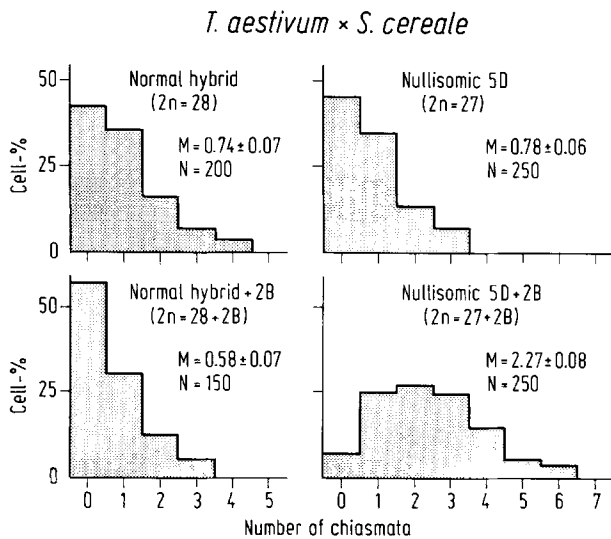 T. aestivum × S. cereale
Normal hybrid
(2n=28)
M=0.74±0.07
N=200
Nullisomic 5D
(2n=27)
M=0.78±0.06
N=250
50
25
0
Cell-%
Normal hybrid+2B
(2n=28+2B)
M=0.58±0.07
N=150
Nullisomic 5D+2B
(2n=27+2B)
M=2.27±0.08
N=250
50
25
0
Cell-%
0 1 2 3 4 5
0 1 2 3 4 5 6 7
Number of chiasmata